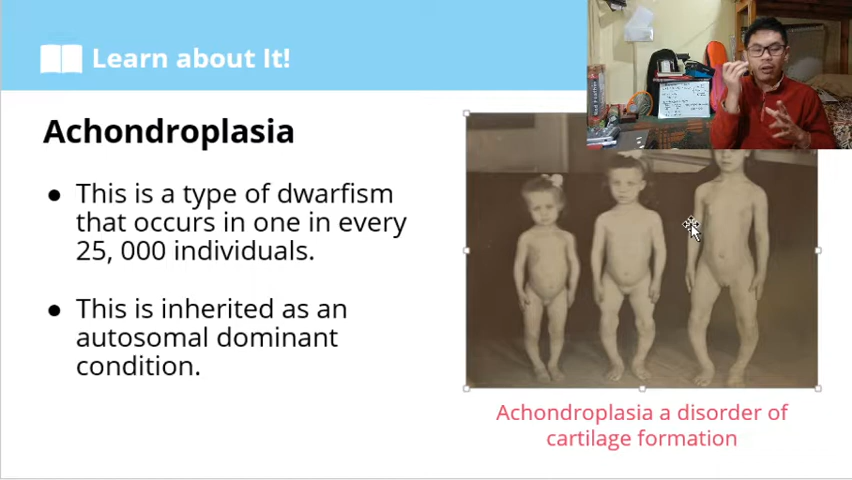 Learn about It!
Achondroplasia
● This is a type of dwarfism
that occurs in one in every
25, 000 individuals.
● This is inherited as an
autosomal dominant
condition.
Achondroplasia a disorder of
cartilage formation